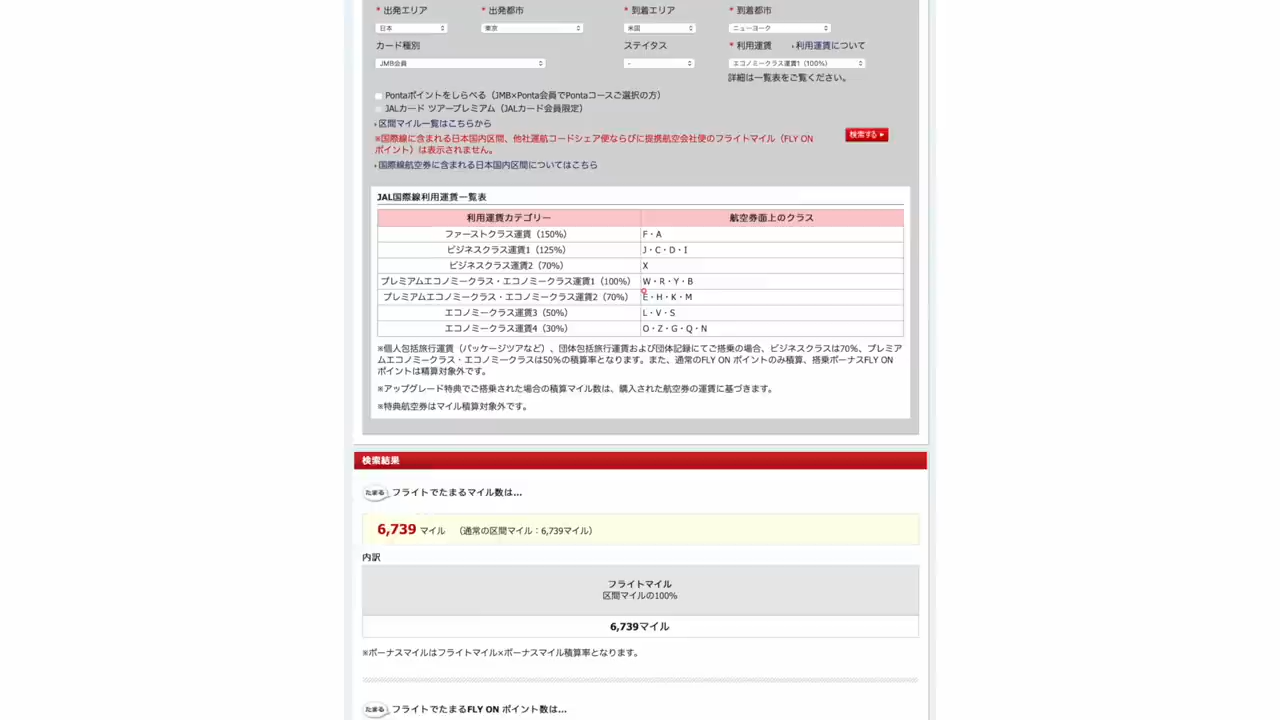 * 出発エリア * 出発都市 * 到着エリア * 到着都市
日本 東京 米国 ニューヨーク
カード種別 ステイタス * 利用運賃 ›利用運賃について
JMB会員 - エコノミークラス運賃1（100%）
詳細は一覧表をご覧ください。
Pontaポイントをしらべる（JMB×Ponta会員でPontaコースご選択の方）
JALカード ツアープレミアム（JALカード会員限定）
›区間マイル一覧はこちらから
※国際線に含まれる日本国内区間、他社運航コードシェア便ならびに提携航空会社便のフライトマイル（FLY ON
ポイント）は表示されません。
検索する
›国際線航空券に含まれる日本国内区間についてはこちら
JAL国際線利用運賃一覧表
利用運賃カテゴリー 航空券面上のクラス
ファーストクラス運賃（150%） F・A
ビジネスクラス運賃1（125%） J・C・D・I
ビジネスクラス運賃2（70%） X
プレミアムエコノミークラス・エコノミークラス運賃1（100%） W・R・Y・B
プレミアムエコノミークラス・エコノミークラス運賃2（70%） E・H・K・M
エコノミークラス運賃3（50%） L・V・S
エコノミークラス運賃4（30%） O・Z・G・Q・N
※個人包括旅行運賃（パッケージツアなど）、団体包括旅行運賃および団体記録にてご搭乗の場合、ビジネスクラスは70%、プレミア
ムエコノミークラス・エコノミークラスは50%の積算率となります。また、通常のFLY ON ポイントのみ積算、搭乗ボーナスFLY ON
ポイントは精算対象外です。
※アップグレード特典でご搭乗された場合の積算マイル数は、購入された航空券の運賃に基づきます。
※特典航空券はマイル積算対象外です。
検索結果
たまる フライトでたまるマイル数は...
6,739 マイル （通常の区間マイル：6,739マイル）
内訳
フライトマイル
区間マイルの100%
6,739マイル
※ボーナスマイルはフライトマイル×ボーナスマイル積算率となります。
たまる フライトでたまるFLY ON ポイント数は...